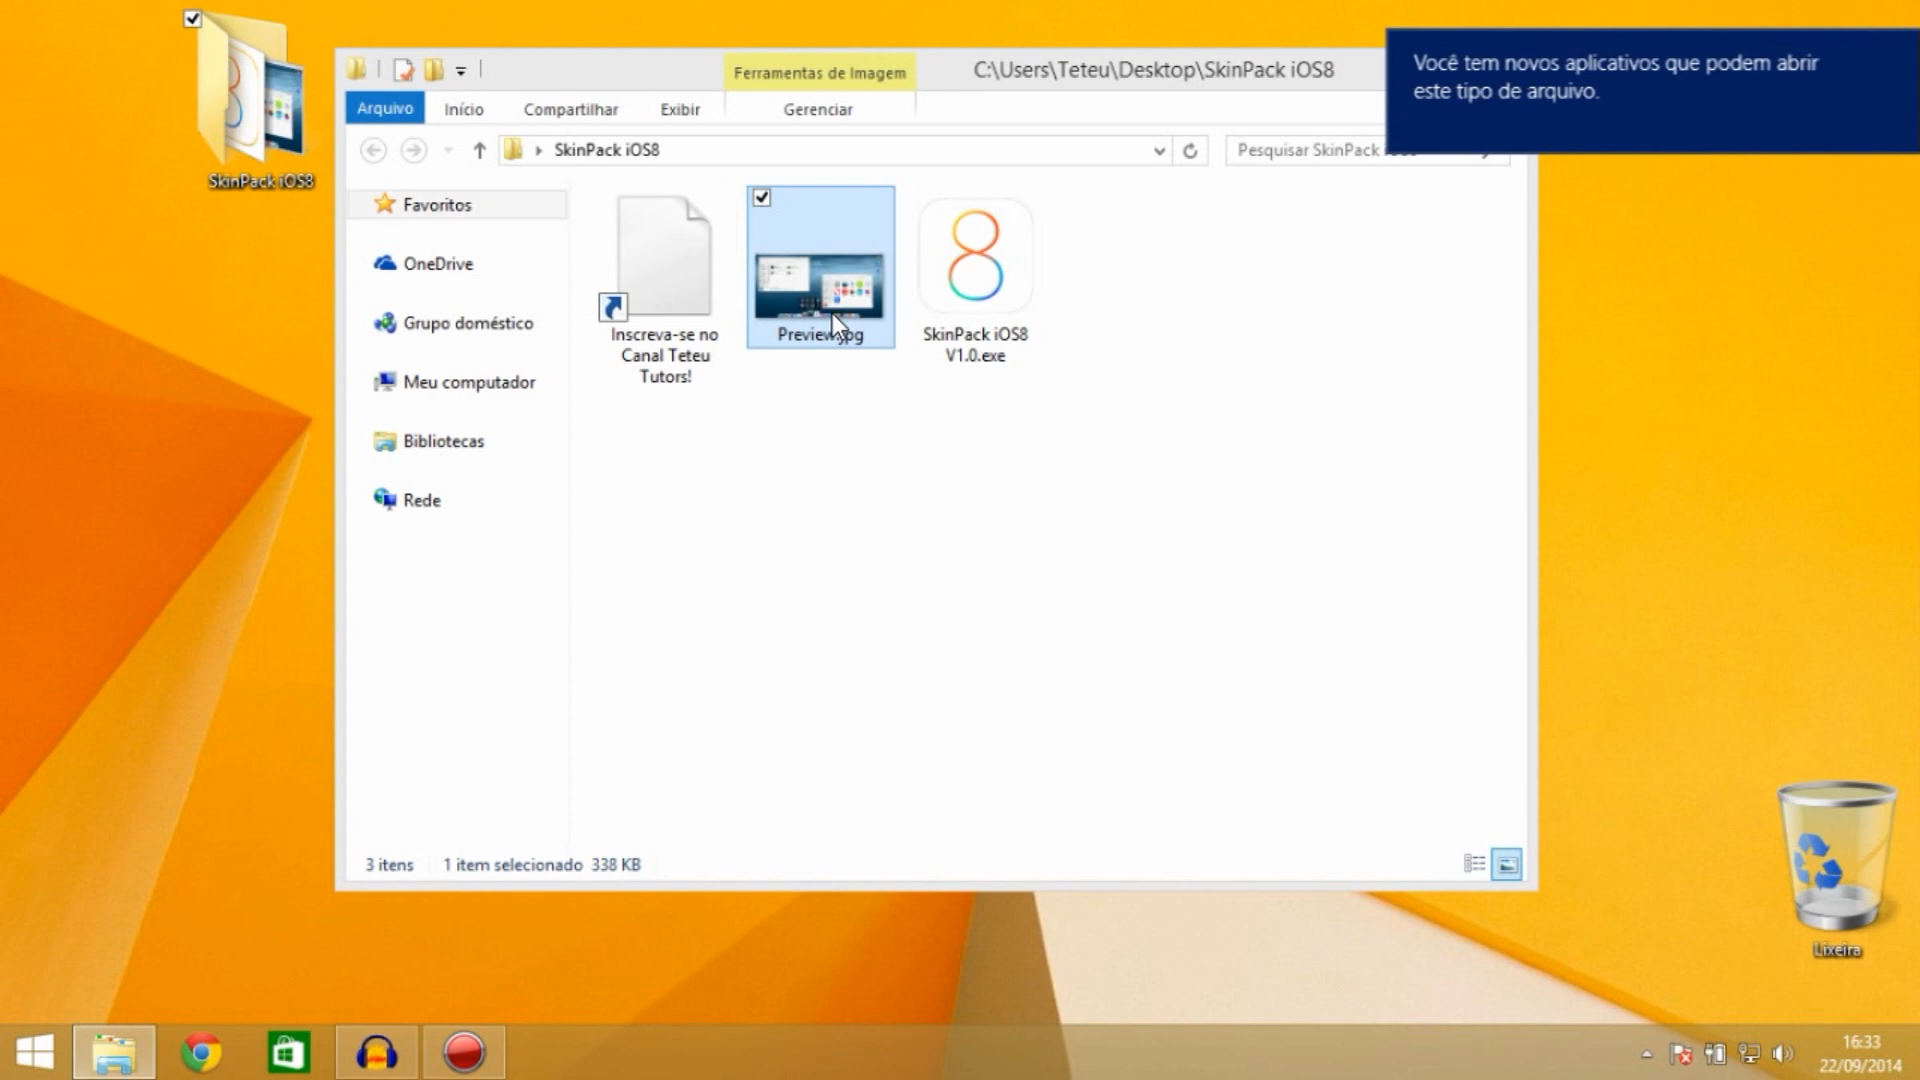 SkinPack iOS8
Ferramentas de Imagem
C:\Users\Teteu\Desktop\SkinPack iOS8
Você tem novos aplicativos que podem abrir
este tipo de arquivo.
Arquivo
Início
Compartilhar
Exibir
Gerenciar
SkinPack iOS8
Pesquisar SkinPack
Favoritos
OneDrive
Grupo doméstico
Meu computador
Bibliotecas
Rede
Inscreva-se no
Canal Teteu
Tutors!
Preview.jpg
8
SkinPack iOS8
V1.0.exe
3 itens
1 item selecionado 338 KB
Lixeira
16:33
22/09/2014